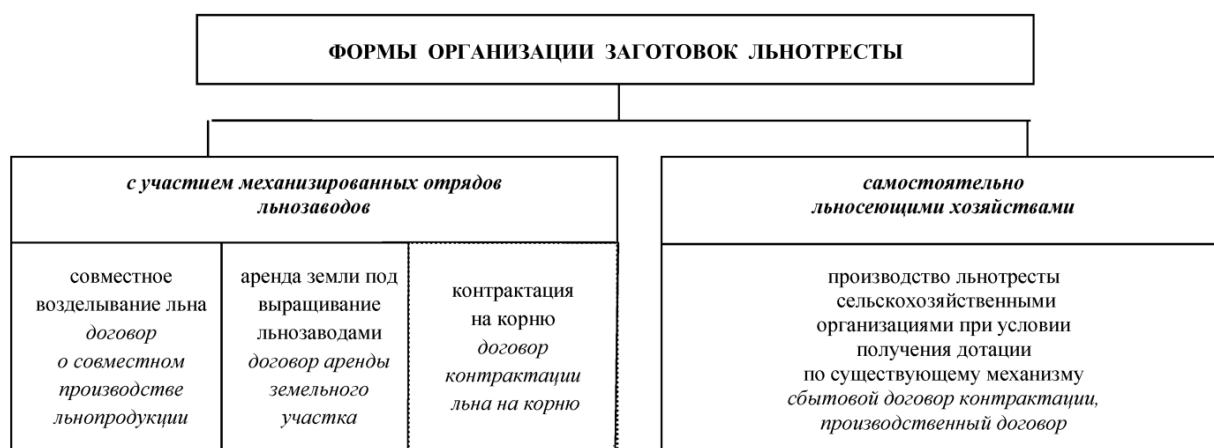 ФОРМЫ ОРГАНИЗАЦИИ ЗАГОТОВОК ЛЬНОТРЕСТЫ
с участием механизированных отрядов
льнозаводов
совместное
возделывание льна
договор
о совместном
производстве
льнопродукции
аренда земли под
выращивание
льнозаводами
договор аренды
земельного
участка
контрактация
на корню
договор
контрактации
льна на корню
самостоятельно
льносеющими хозяйствами
производство льнотресты
сельскохозяйственными
организациями при условии
получения дотации
по существующему механизму
сбытовой договор контрактации,
производственный договор